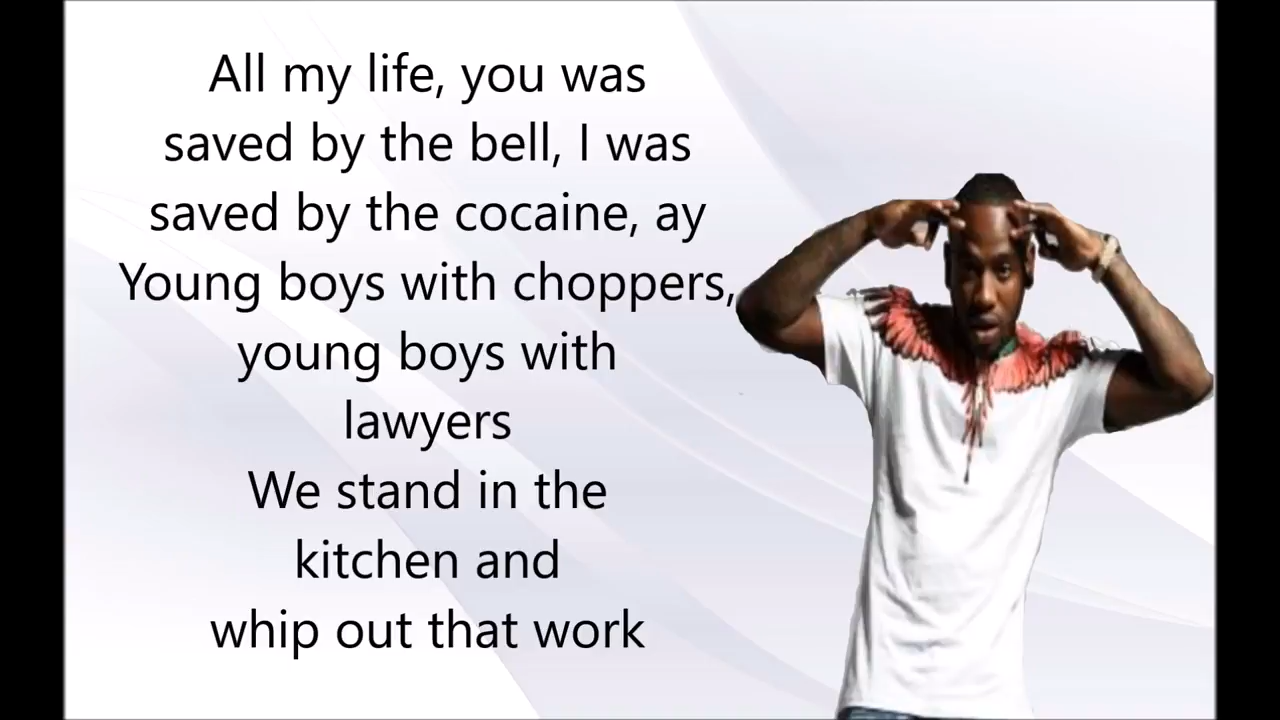 All my life, you was
saved by the bell, I was
saved by the cocaine, ay
Young boys with choppers,
young boys with
lawyers
We stand in the
kitchen and
whip out that work